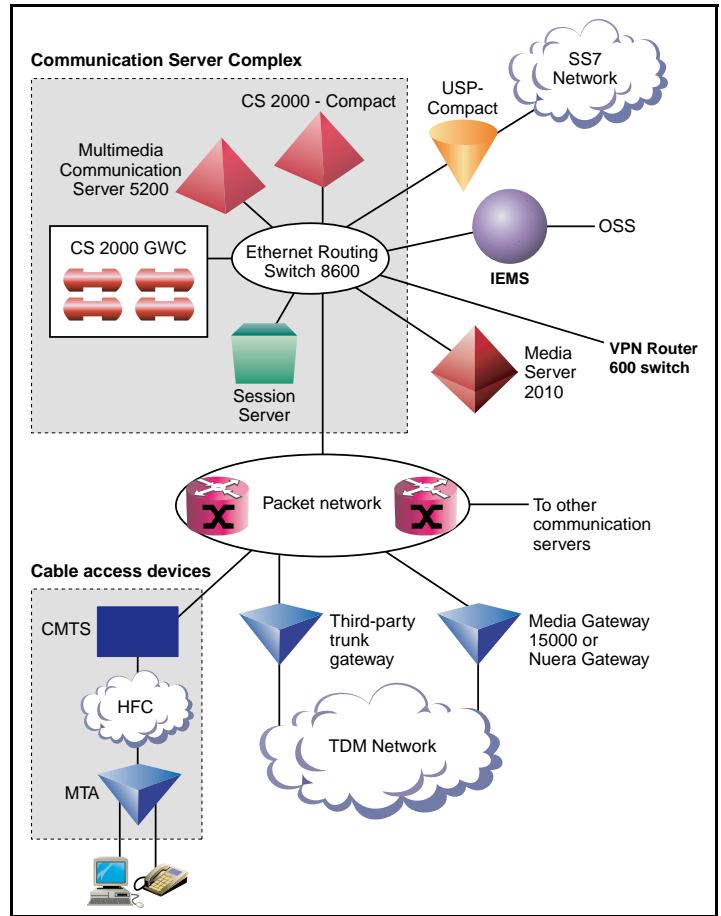 Communication Server Complex
SS7
Network
CS 2000 - Compact
USP-
Compact
Multimedia
Communication
Server 5200
CS 2000 GWC
Ethernet Routing
Switch 8600
OSS
IEMS
VPN Router
600 switch
Media
Server
2010
Session
Server
Packet network
To other
communication
servers
Cable access devices
CMTS
Third-party
trunk
gateway
Media Gateway
15000 or
Nuera Gateway
HFC
TDM Network
MTA